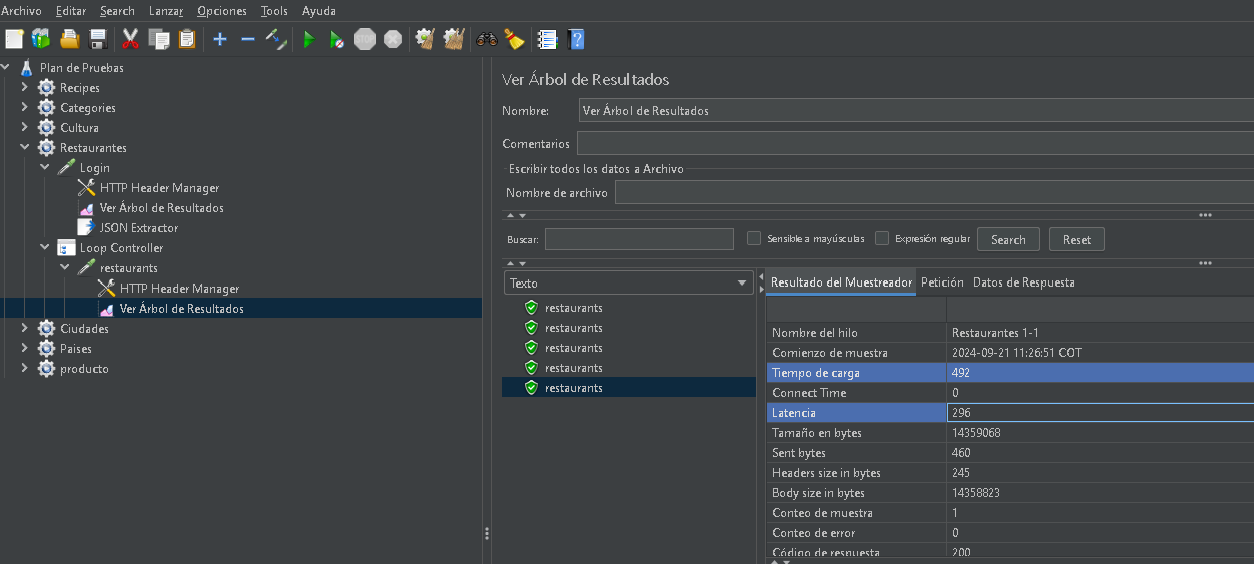 Archivo Editar Search Lanzar Opciones Tools Ayuda
STOP
Plan de Pruebas
Recipes
Categories
Cultura
Restaurantes
Login
HTTP Header Manager
Ver Árbol de Resultados
JSON Extractor
Loop Controller
restaurants
HTTP Header Manager
Ver Árbol de Resultados
Ciudades
Paises
producto
Ver Árbol de Resultados
Nombre: Ver Árbol de Resultados
Comentarios
Escribir todos los datos a Archivo
Nombre de archivo
Buscar: Sensible a mayúsculas Expresión regular Search Reset
Texto
restaurants
restaurants
restaurants
restaurants
restaurants
Resultado del Muestreador Petición Datos de Respuesta
Nombre del hilo Restaurantes 1-1
Comienzo de muestra 2024-09-21 11:26:51 COT
Tiempo de carga 492
Connect Time 0
Latencia 296
Tamaño en bytes 14359068
Sent bytes 460
Headers size in bytes 245
Body size in bytes 14358823
Conteo de muestra 1
Conteo de error 0
Código de respuesta 200